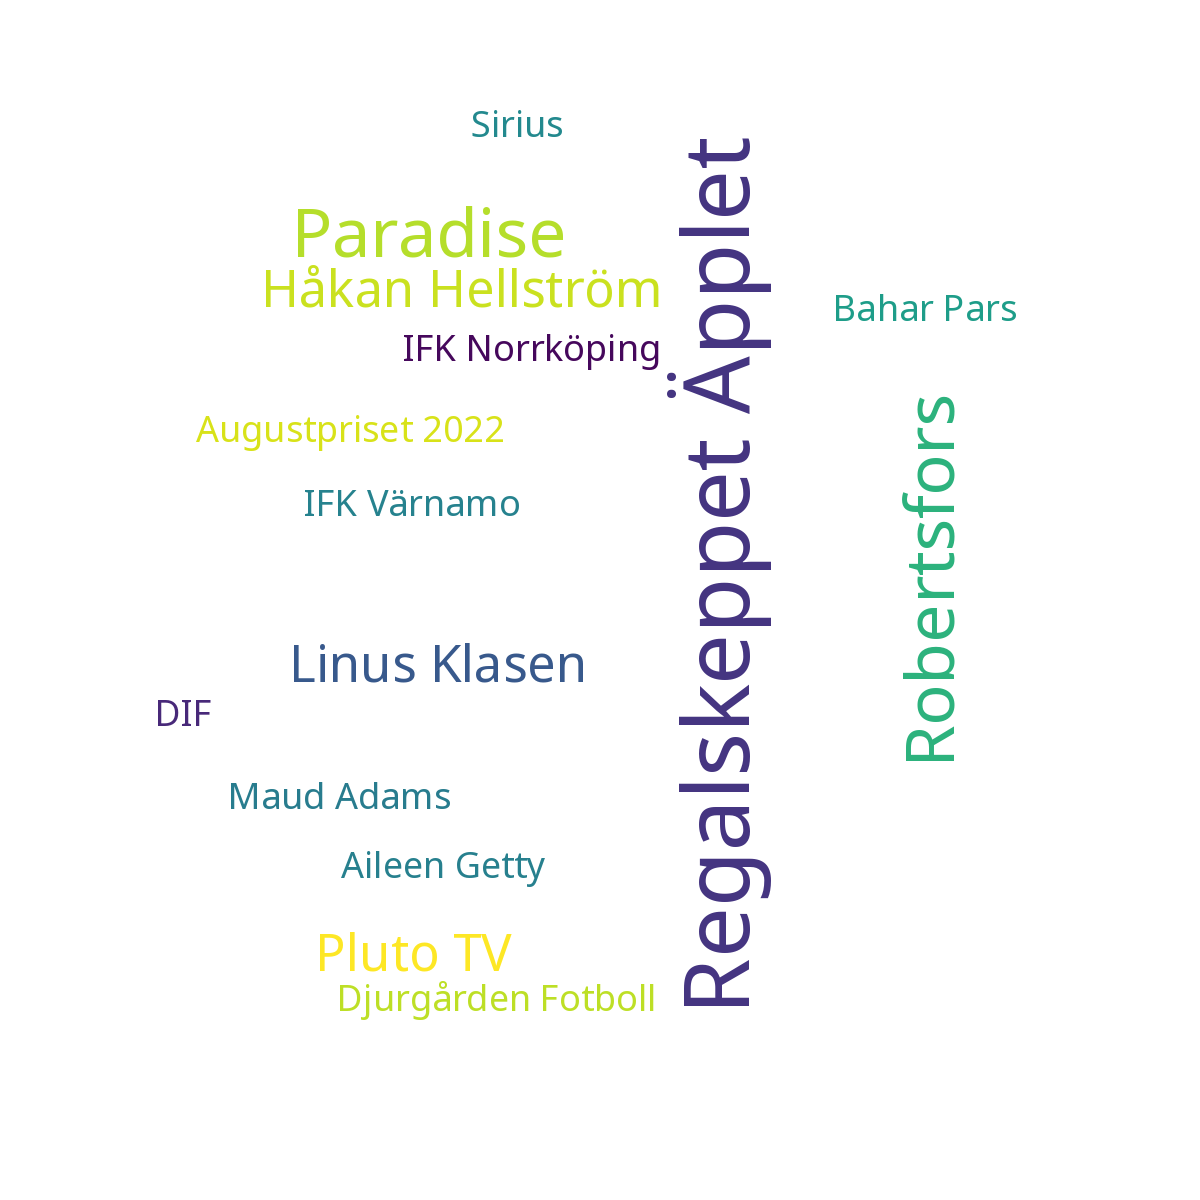 Sirius
Paradise
Håkan Hellström
Bahar Pars
IFK Norrköping
Augustpriset 2022
IFK Värnamo
Regalskeppet Äpplet
Robertsfors
Linus Klasen
DIF
Maud Adams
Aileen Getty
Pluto TV
Djurgården Fotboll